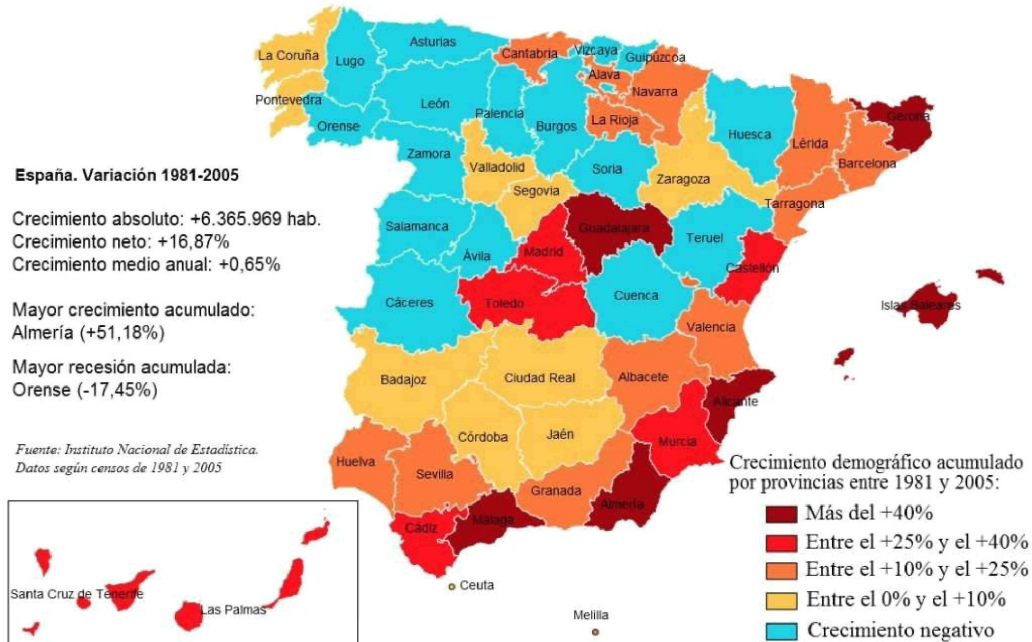 La Coruña
Lugo
Asturias
Cantabria
Vizcaya
Guipúzcoa
Álava
Navarra
Pontevedra
Orense
León
Palencia
Burgos
La Rioja
Huesca
Lérida
Gerona
Barcelona
Zamora
Valladolid
Soria
Zaragoza
Segovia
Tarragona
Salamanca
Ávila
Madrid
Guadalajara
Teruel
Castellón
Cáceres
Toledo
Cuenca
Islas Baleares
Valencia
Badajoz
Ciudad Real
Albacete
Alicante
Córdoba
Jaén
Murcia
Huelva
Sevilla
Granada
Almería
Cádiz
Málaga
Ceuta
Melilla
España. Variación 1981-2005
Crecimiento absoluto: +6.365.969 hab.
Crecimiento neto: +16,87%
Crecimiento medio anual: +0,65%
Mayor crecimiento acumulado:
Almería (+51,18%)
Mayor recesión acumulada:
Orense (-17,45%)
Fuente: Instituto Nacional de Estadística.
Datos según censos de 1981 y 2005
Santa Cruz de Tenerife
Las Palmas
Crecimiento demográfico acumulado
por provincias entre 1981 y 2005:
Más del +40%
Entre el +25% y el +40%
Entre el +10% y el +25%
Entre el 0% y el +10%
Crecimiento negativo